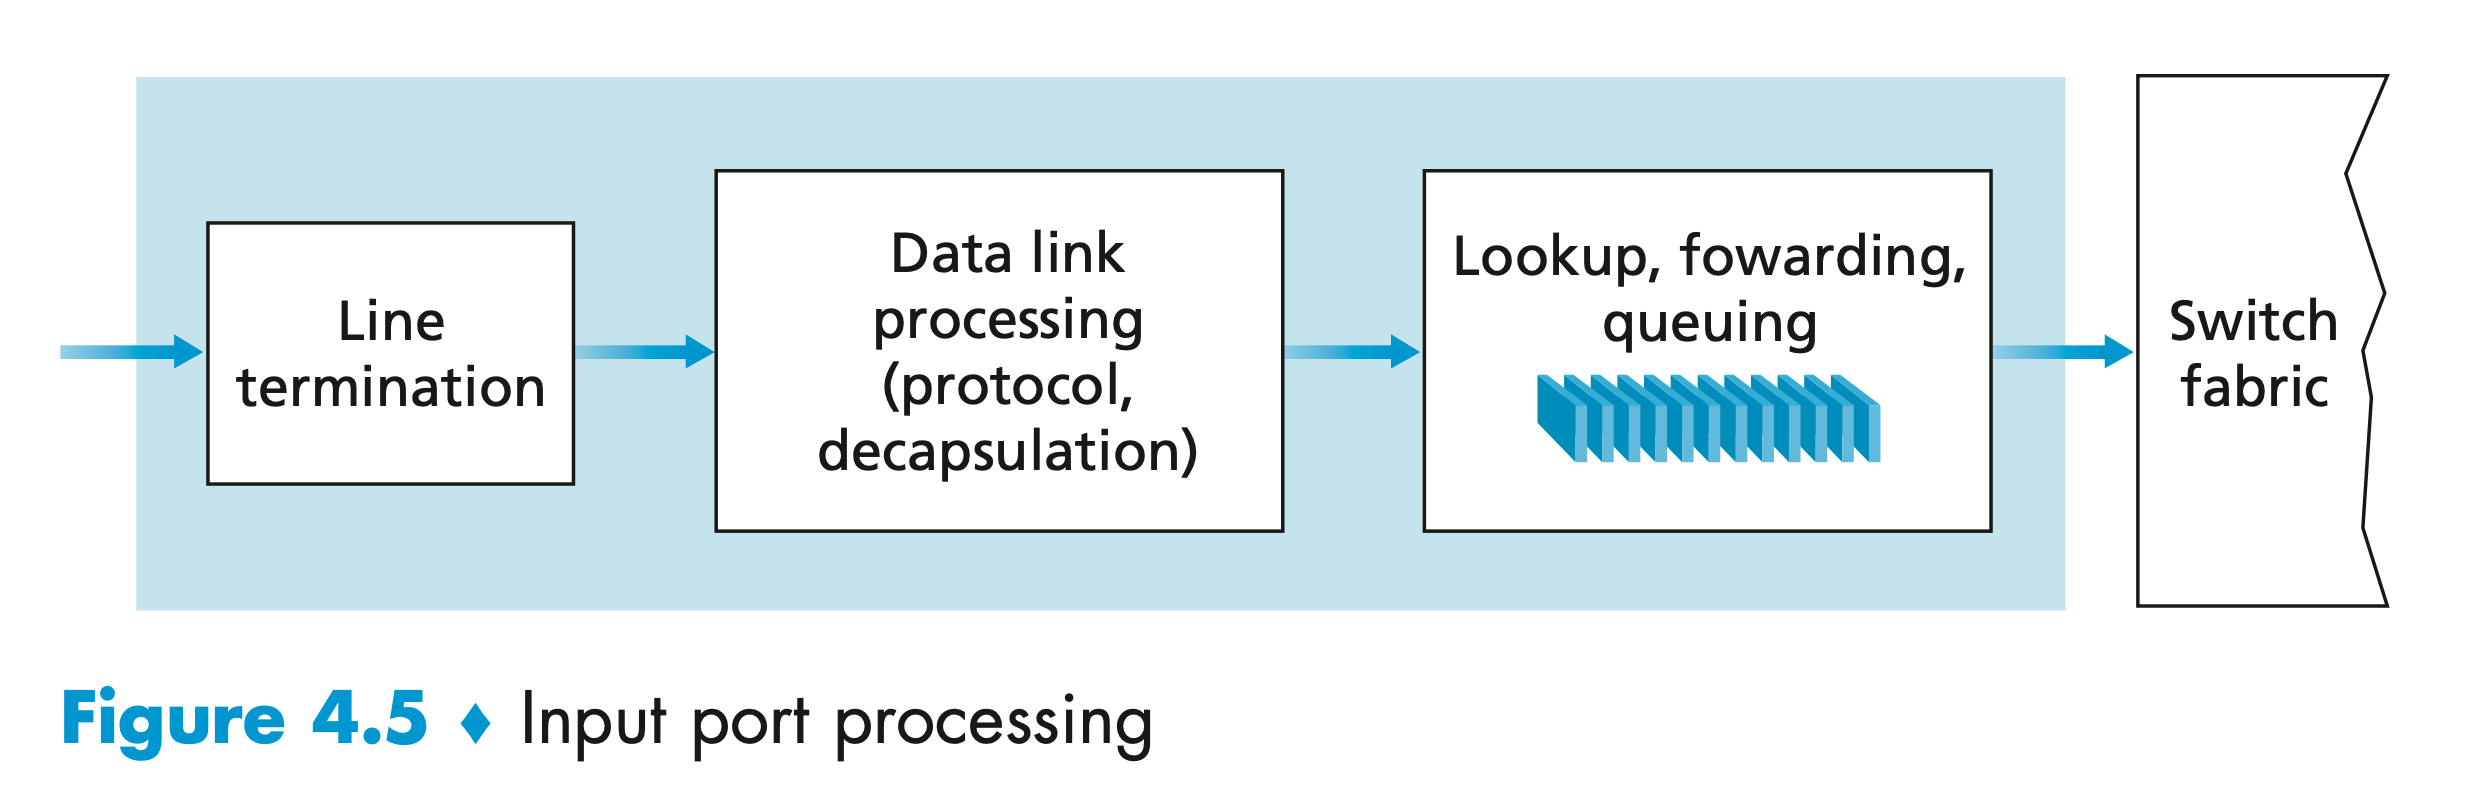 Line
termination
Data link
processing
(protocol,
decapsulation)
Lookup, fowarding,
queuing
Switch
fabric
Figure 4.5 ♦ Input port processing